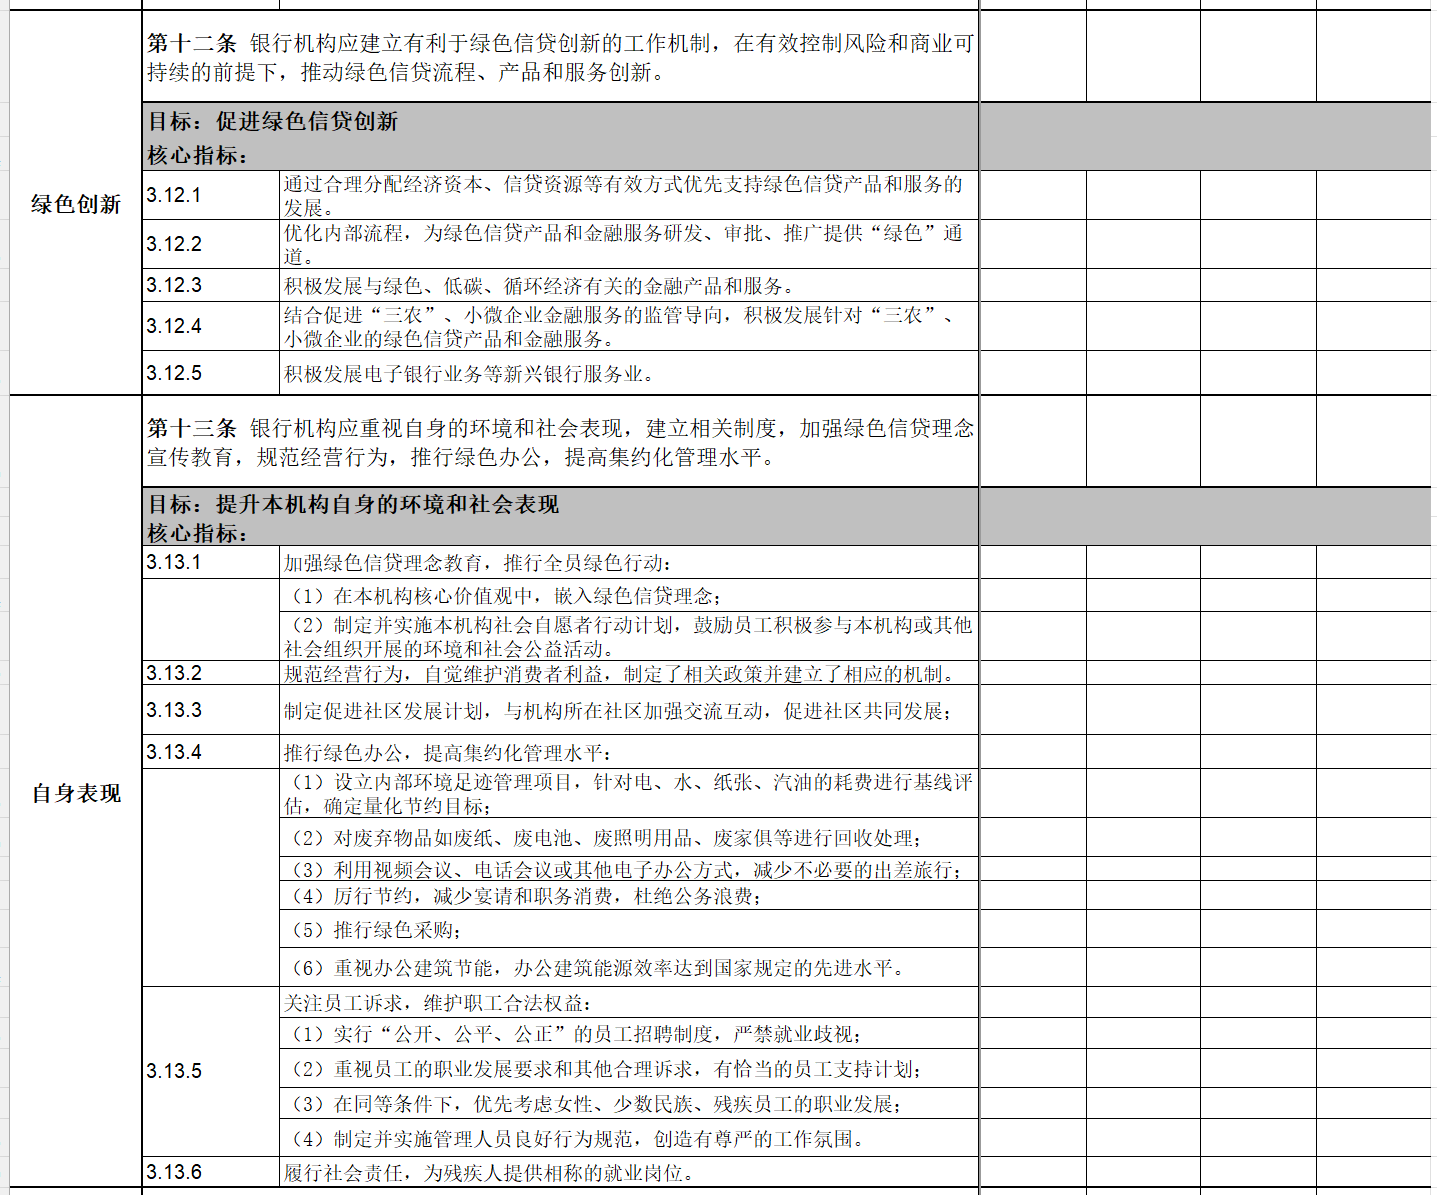 第十二条 银行机构应建立有利于绿色信贷创新的工作机制，在有效控制风险和商业可
持续的前提下，推动绿色信贷流程、产品和服务创新。
目标：促进绿色信贷创新
核心指标：
绿色创新
3.12.1
通过合理分配经济资本、信贷资源等有效方式优先支持绿色信贷产品和服务的
发展。
3.12.2
优化内部流程，为绿色信贷产品和金融服务研发、审批、推广提供“绿色”通
道。
3.12.3
积极发展与绿色、低碳、循环经济有关的金融产品和服务。
3.12.4
结合促进“三农”、小微企业金融服务的监管导向，积极发展针对“三农”、
小微企业的绿色信贷产品和金融服务。
3.12.5
积极发展电子银行业务等新兴银行服务业。
第十三条 银行机构应重视自身的环境和社会表现，建立相关制度，加强绿色信贷理念
宣传教育，规范经营行为，推行绿色办公，提高集约化管理水平。
目标：提升本机构自身的环境和社会表现
核心指标：
自身表现
3.13.1
加强绿色信贷理念教育，推行全员绿色行动：
（1）在本机构核心价值观中，嵌入绿色信贷理念；
（2）制定并实施本机构社会自愿者行动计划，鼓励员工积极参与本机构或其他
社会组织开展的环境和社会公益活动。
3.13.2
规范经营行为，自觉维护消费者利益，制定了相关政策并建立了相应的机制。
3.13.3
制定促进社区发展计划，与机构所在社区加强交流互动，促进社区共同发展；
3.13.4
推行绿色办公，提高集约化管理水平：
（1）设立内部环境足迹管理项目，针对电、水、纸张、汽油的耗费进行基线评
估，确定量化节约目标；
（2）对废弃物品如废纸、废电池、废照明用品、废家俱等进行回收处理；
（3）利用视频会议、电话会议或其他电子办公方式，减少不必要的出差旅行；
（4）厉行节约，减少宴请和职务消费，杜绝公务浪费；
（5）推行绿色采购；
（6）重视办公建筑节能，办公建筑能源效率达到国家规定的先进水平。
3.13.5
关注员工诉求，维护职工合法权益：
（1）实行“公开、公平、公正”的员工招聘制度，严禁就业歧视；
（2）重视员工的职业发展要求和其他合理诉求，有恰当的员工支持计划；
（3）在同等条件下，优先考虑女性、少数民族、残疾员工的职业发展；
（4）制定并实施管理人员良好行为规范，创造有尊严的工作氛围。
3.13.6
履行社会责任，为残疾人提供相称的就业岗位。